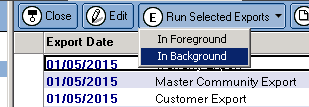 Close Edit E Run Selected Exports
Export Date In Foreground
In Background
01/05/2015
01/05/2015 Master Community Export
01/05/2015 Customer Export